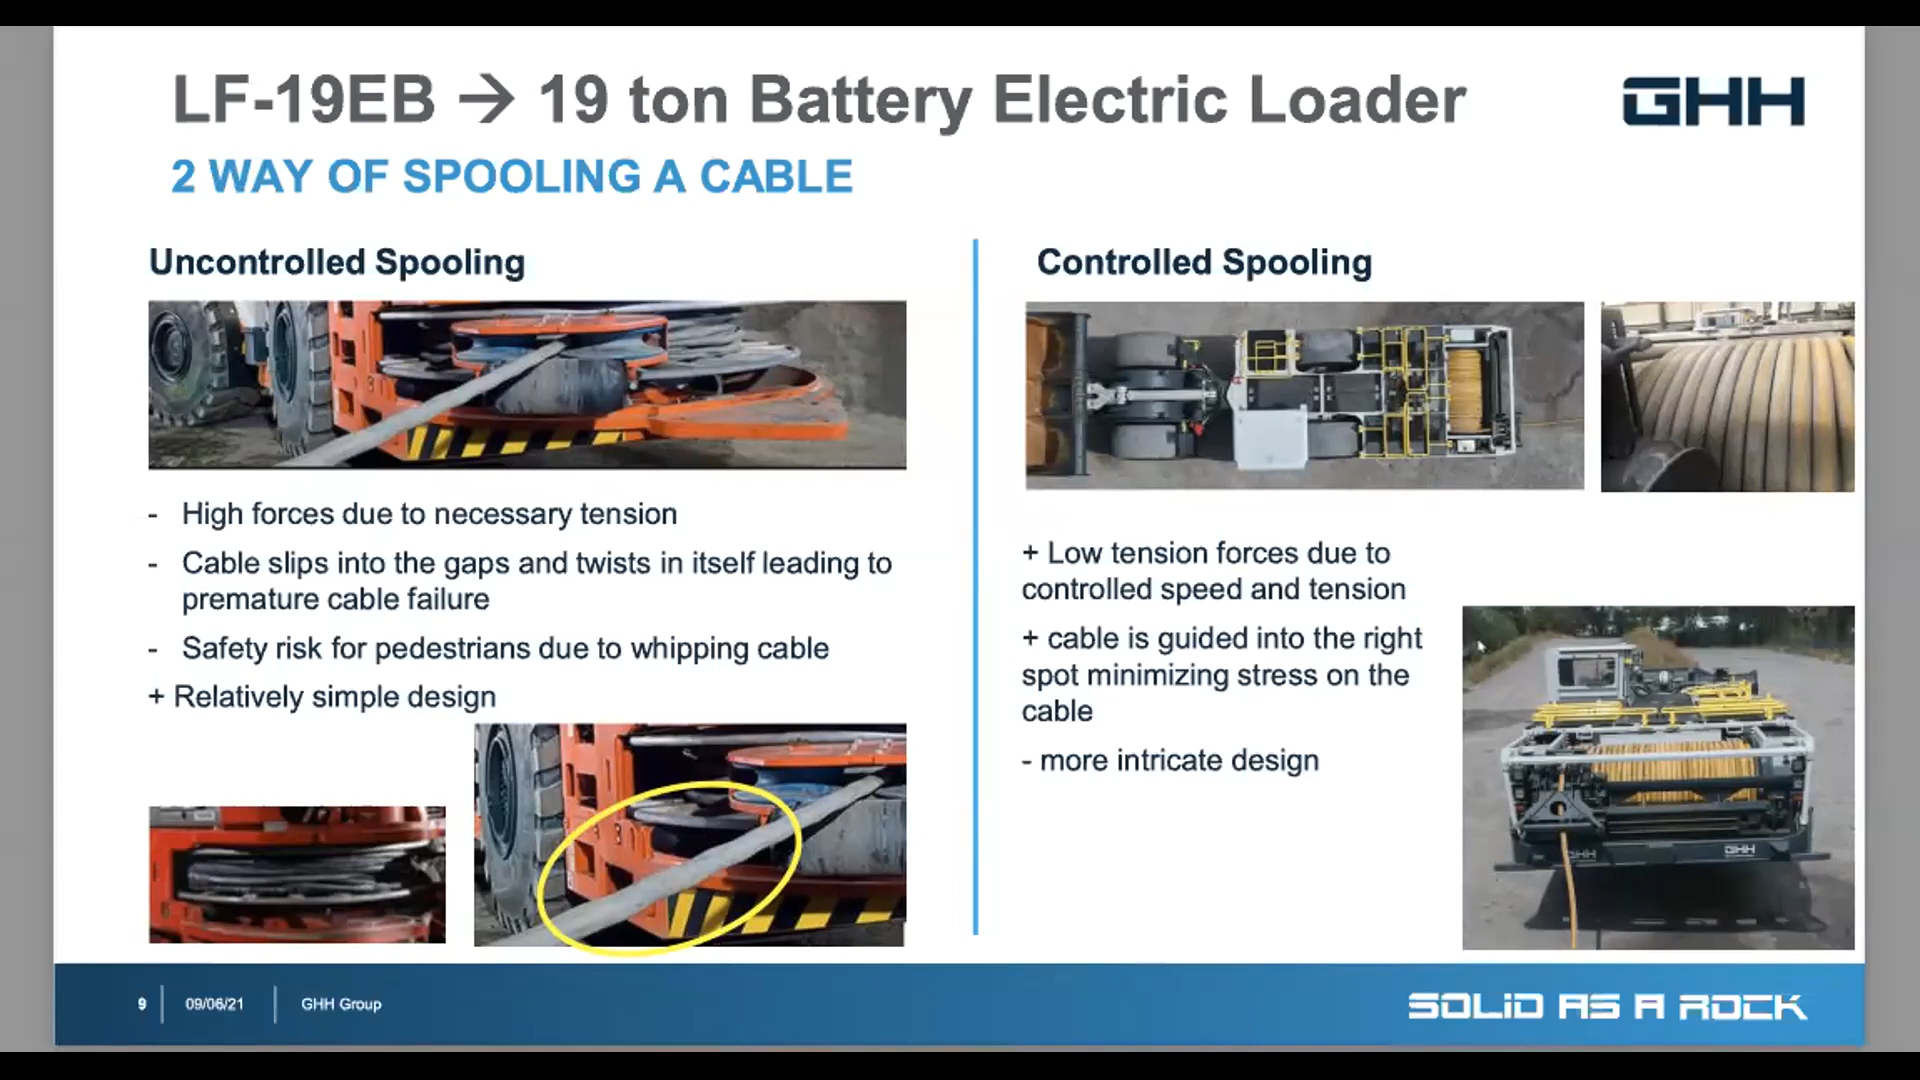 LF-19EB → 19 ton Battery Electric Loader
GHH
2 WAY OF SPOOLING A CABLE
Uncontrolled Spooling
- High forces due to necessary tension
- Cable slips into the gaps and twists in itself leading to
premature cable failure
- Safety risk for pedestrians due to whipping cable
+ Relatively simple design
Controlled Spooling
+ Low tension forces due to
controlled speed and tension
+ cable is guided into the right
spot minimizing stress on the
cable
- more intricate design
GHH
GHH
9
09/06/21
GHH Group
SOLID AS A ROCK